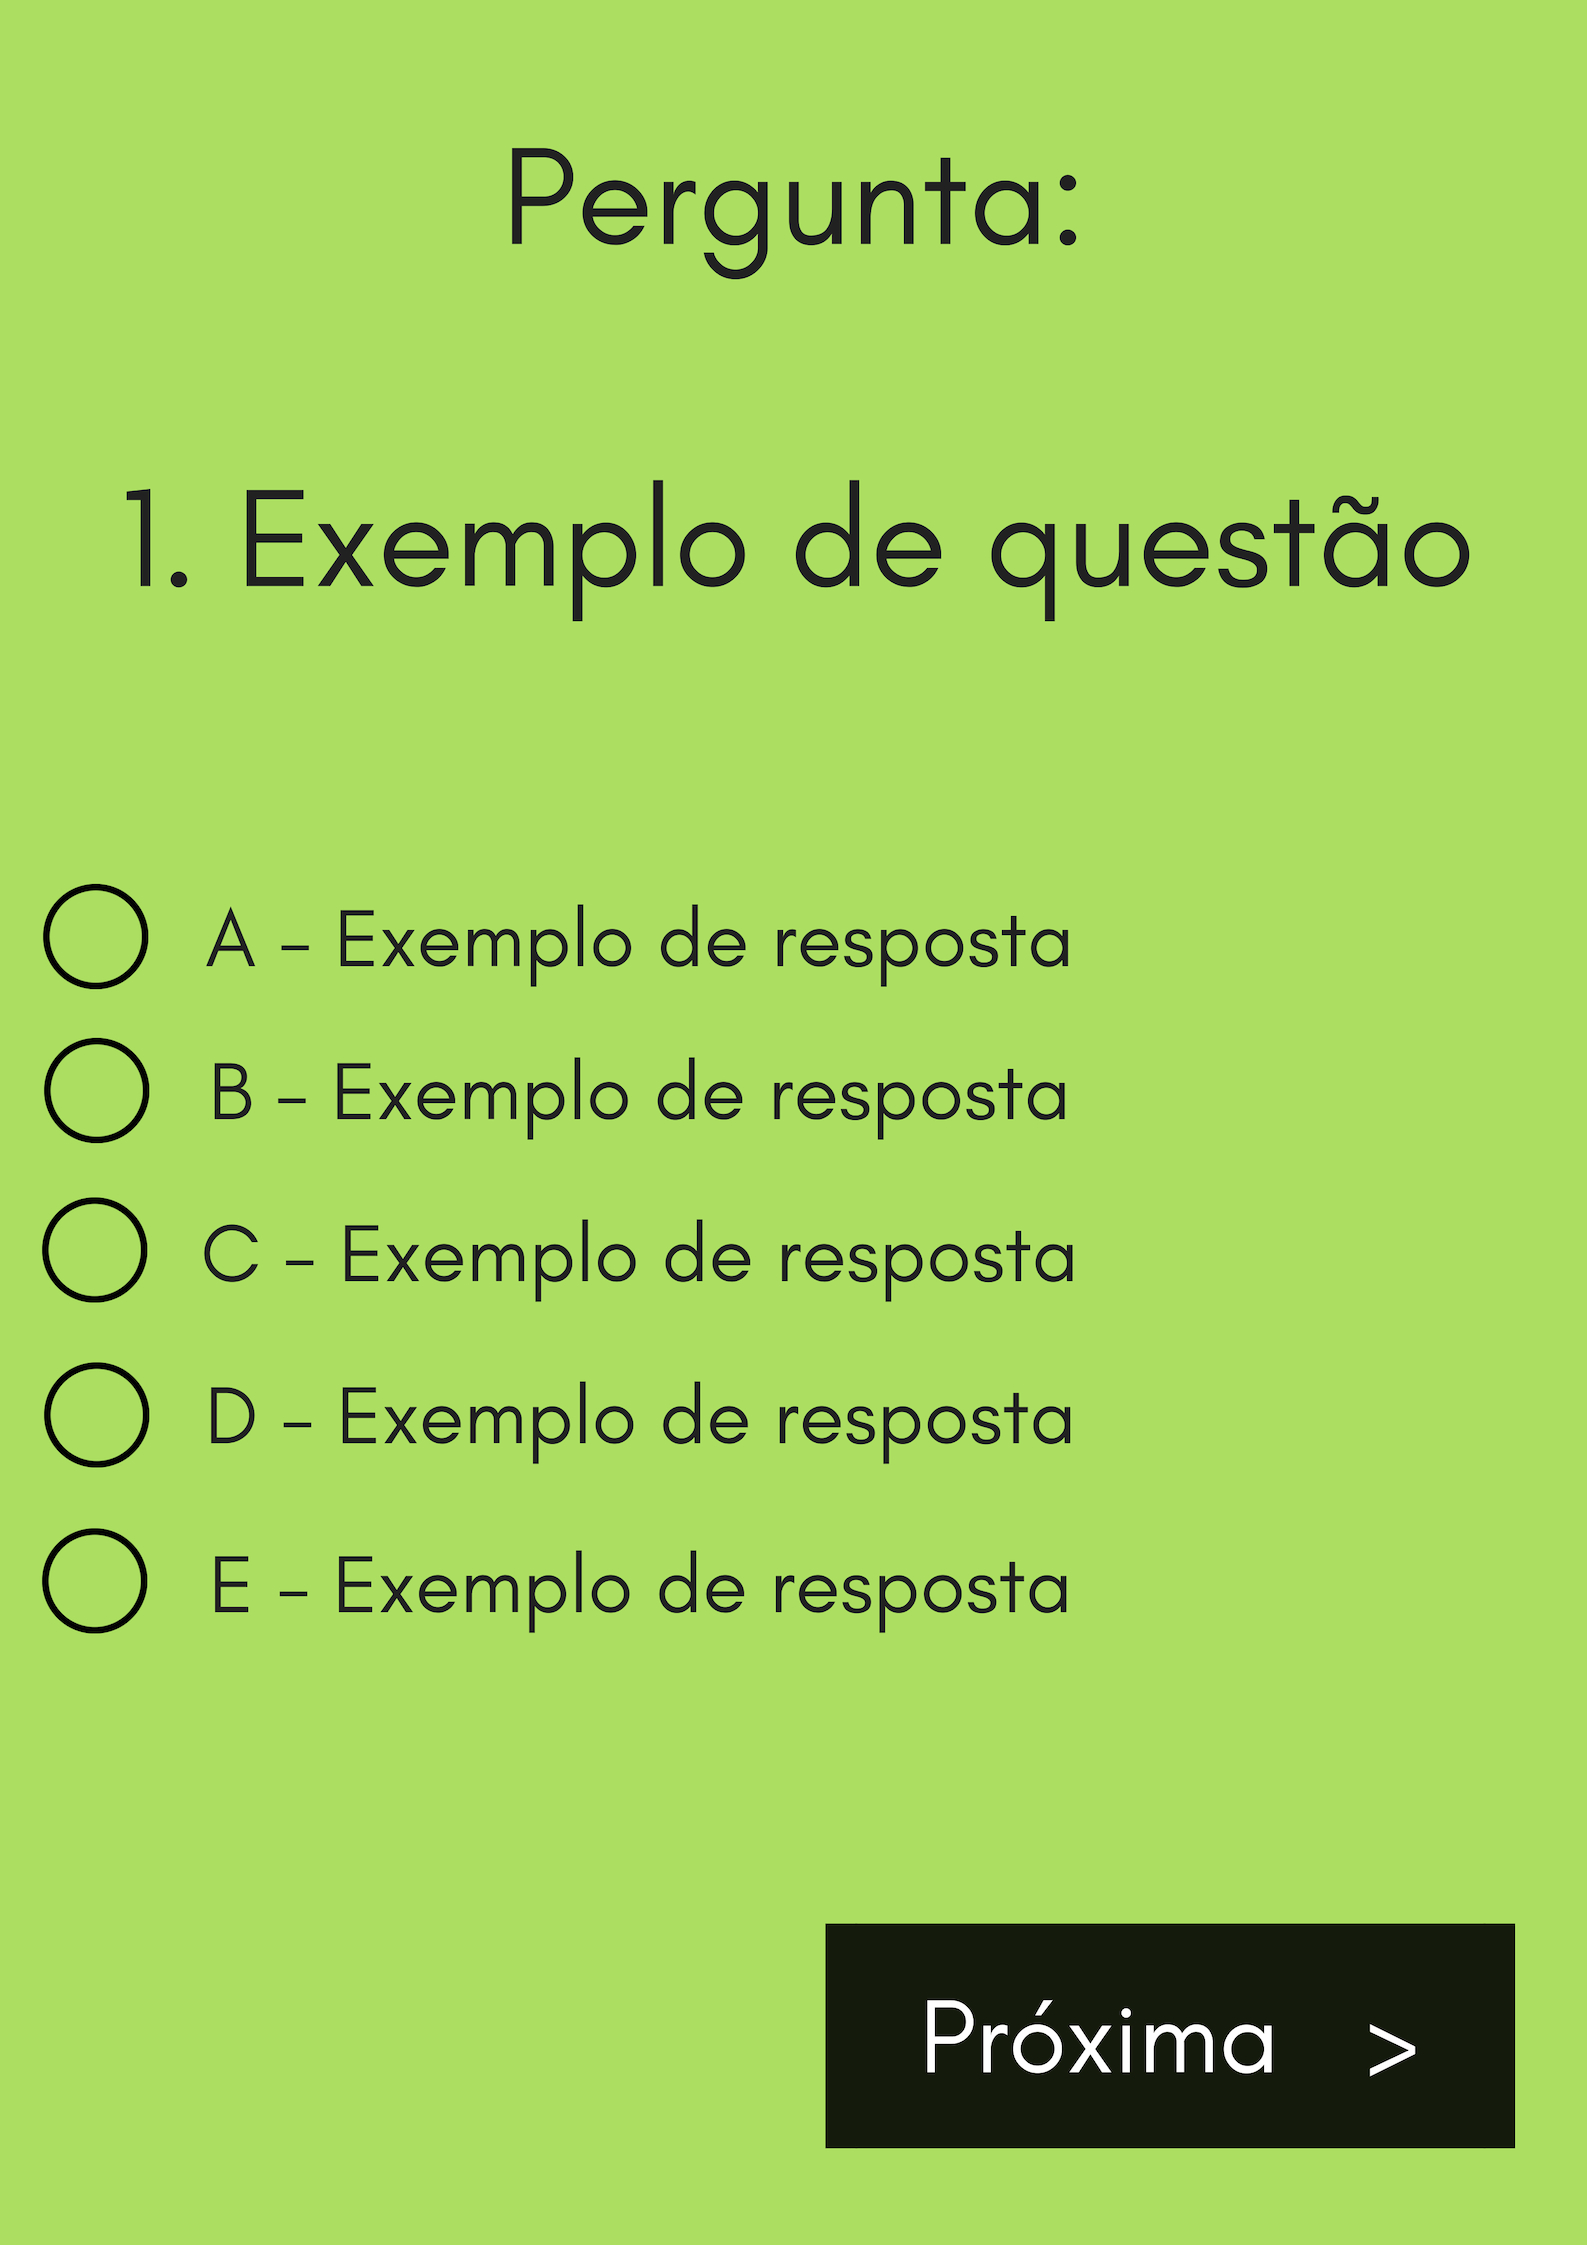 Pergunta:
1. Exemplo de questão
A - Exemplo de resposta
B - Exemplo de resposta
C - Exemplo de resposta
D - Exemplo de resposta
E - Exemplo de resposta
Próxima >